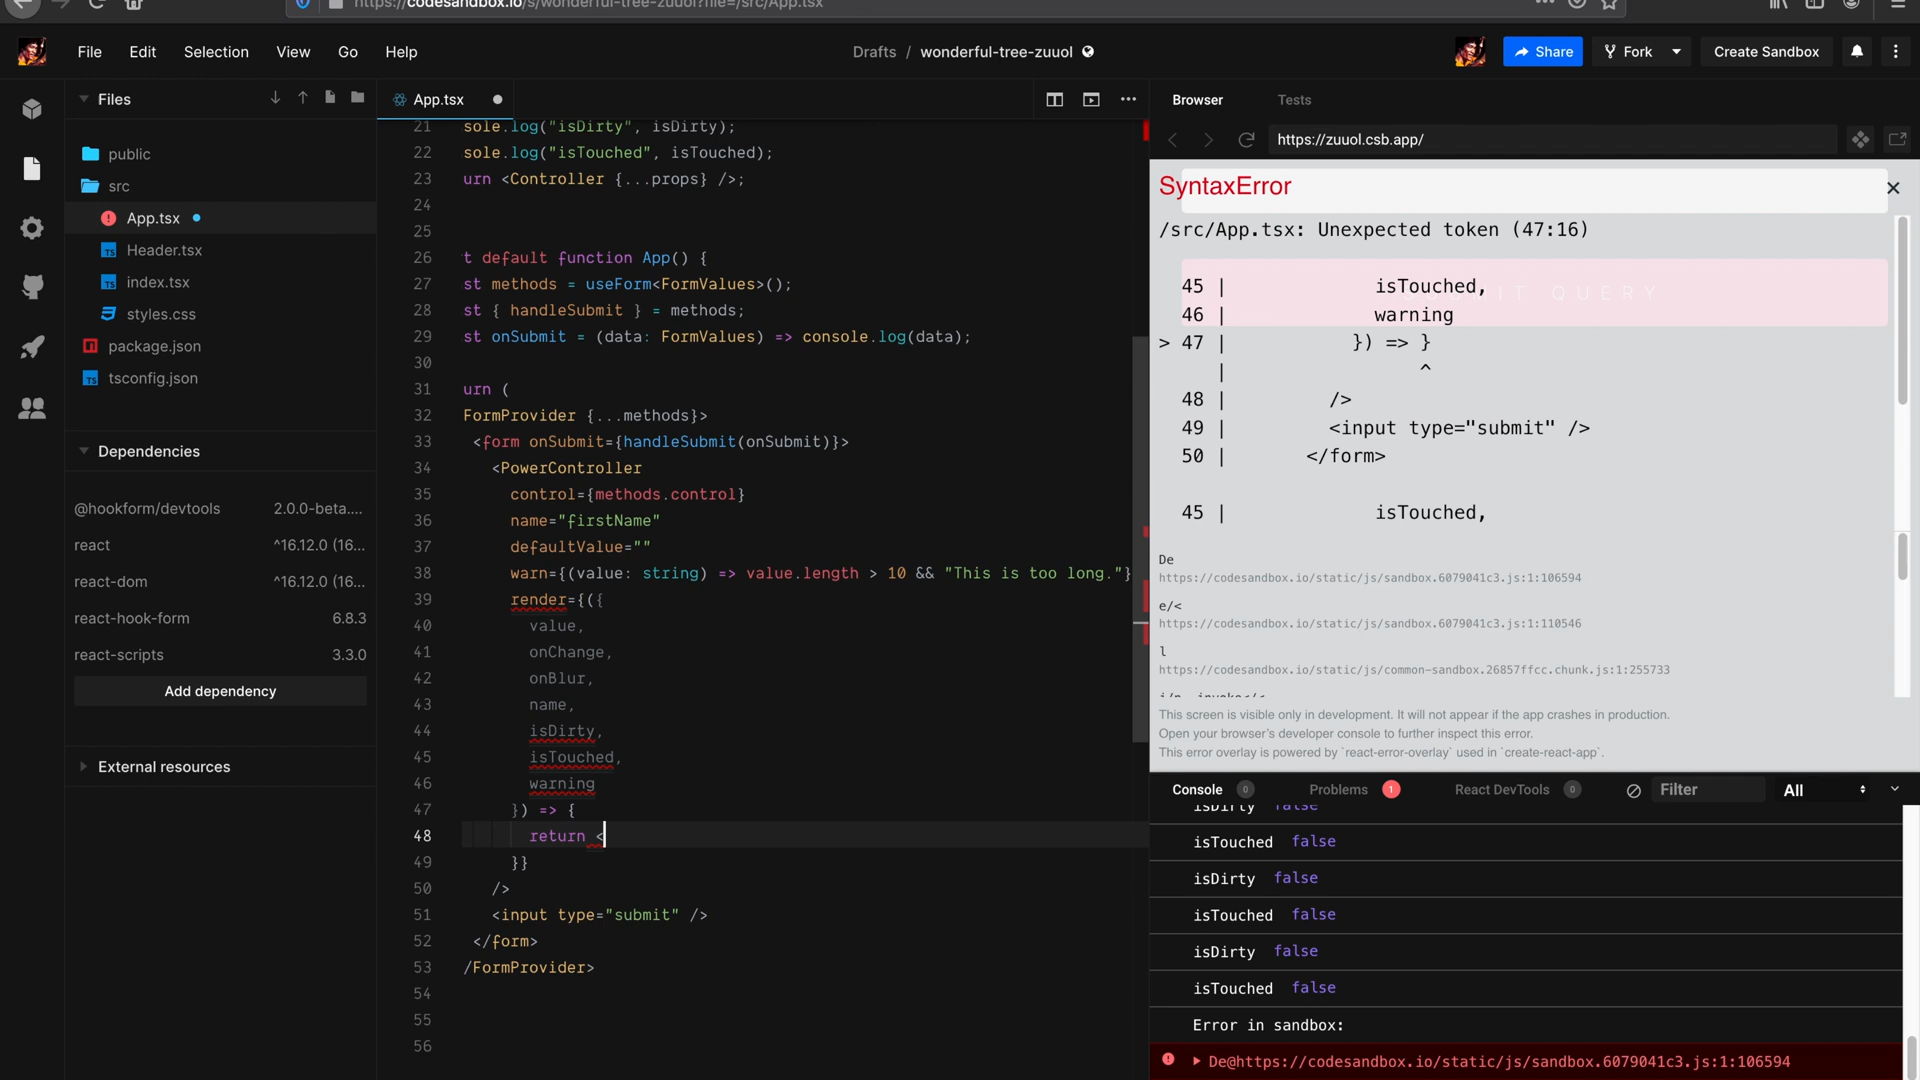 https://codesandbox.io/s/wonderful-tree-zuuol?file=/src/App.tsx
File Edit Selection View Go Help
Drafts / wonderful-tree-zuuol
Share Fork Create Sandbox
Files
public
src
App.tsx
Header.tsx
index.tsx
styles.css
package.json
tsconfig.json
Dependencies
@hookform/devtools 2.0.0-beta....
react ^16.12.0 (16...
react-dom ^16.12.0 (16...
react-hook-form 6.8.3
react-scripts 3.3.0
Add dependency
External resources
App.tsx
21 sole.log("isDirty", isDirty);
22 sole.log("isTouched", isTouched);
23 urn <Controller {...props} />;
24
25
26 t default function App() {
27 st methods = useForm<FormValues>();
28 st { handleSubmit } = methods;
29 st onSubmit = (data: FormValues) => console.log(data);
30
31 urn (
32 FormProvider {...methods}>
33 <form onSubmit={handleSubmit(onSubmit)}>
34 <PowerController
35 control={methods.control}
36 name="firstName"
37 defaultValue=""
38 warn={(value: string) => value.length > 10 && "This is too long."}
39 render={({
40 value,
41 onChange,
42 onBlur,
43 name,
44 isDirty,
45 isTouched,
46 warning
47 }) => {
48 return <
49 }}
50 />
51 <input type="submit" />
52 </form>
53 /FormProvider>
54
55
56
Browser Tests
https://zuuol.csb.app/
SyntaxError
/src/App.tsx: Unexpected token (47:16)
45 | isTouched,
46 | warning
> 47 | }) => }
| ^
48 | />
49 | <input type="submit" />
50 | </form>
45 | isTouched,
IT QUERY
De
https://codesandbox.io/static/js/sandbox.6079041c3.js:1:106594
e/<
https://codesandbox.io/static/js/sandbox.6079041c3.js:1:110546
l
https://codesandbox.io/static/js/common-sandbox.26857ffcc.chunk.js:1:255733
This screen is visible only in development. It will not appear if the app crashes in production.
Open your browser's developer console to further inspect this error.
This error overlay is powered by `react-error-overlay` used in `create-react-app`.
Console 0 Problems 1 React DevTools 0 Filter All
isDirty false
isTouched false
isDirty false
isTouched false
isDirty false
isTouched false
Error in sandbox:
De@https://codesandbox.io/static/js/sandbox.6079041c3.js:1:106594